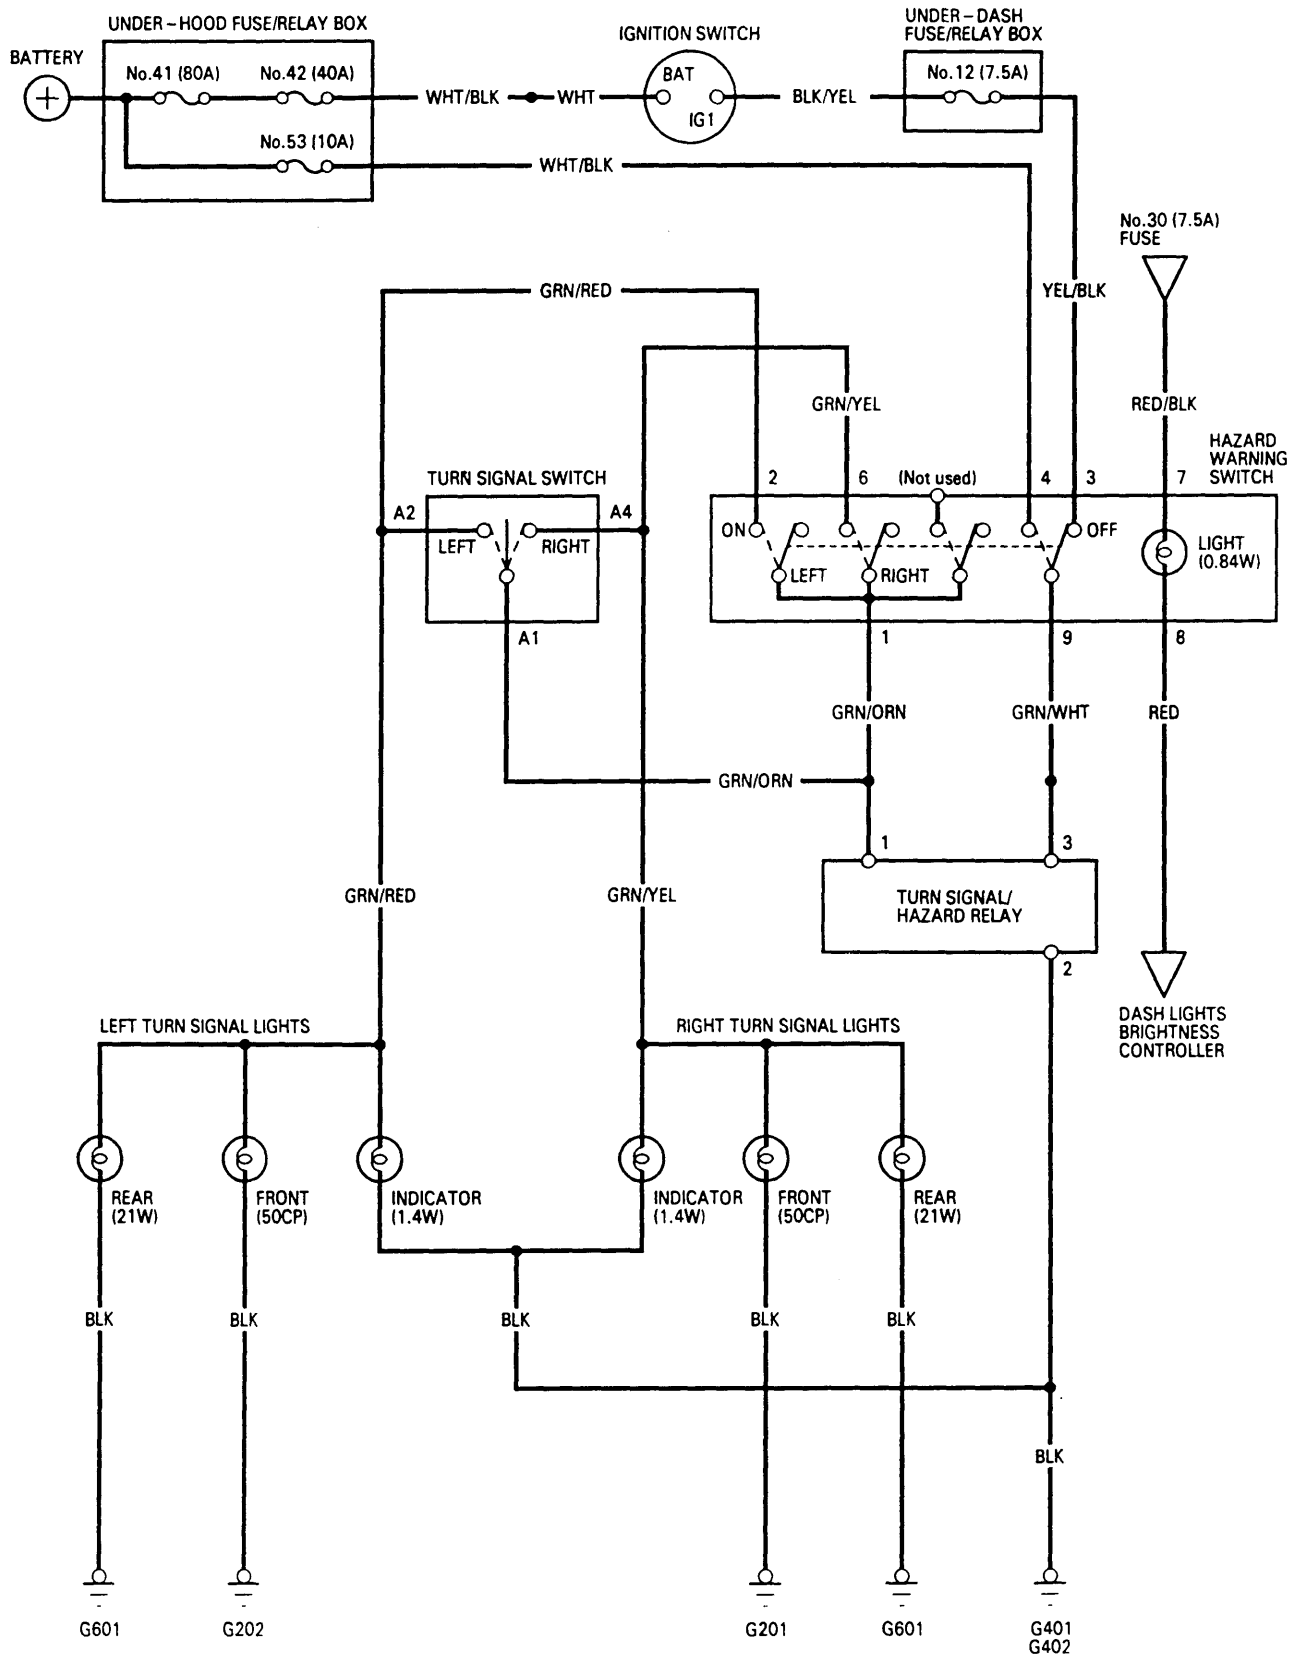 UNDER-HOOD FUSE/RELAY BOX
IGNITION SWITCH
UNDER-DASH
FUSE/RELAY BOX
BATTERY
+
No.41 (80A)
No.42 (40A)
WHT/BLK
WHT
BAT
IG1
BLK/YEL
No.12 (7.5A)
No.53 (10A)
WHT/BLK
No.30 (7.5A)
FUSE
GRN/RED
YEL/BLK
GRN/YEL
RED/BLK
HAZARD
WARNING
SWITCH
TURN SIGNAL SWITCH
2
6
(Not used)
4
3
7
A2
A4
LEFT
RIGHT
ON
OFF
LEFT
RIGHT
LIGHT
(0.84W)
A1
1
9
8
GRN/ORN
GRN/WHT
RED
GRN/ORN
1
3
GRN/RED
GRN/YEL
TURN SIGNAL/
HAZARD RELAY
2
LEFT TURN SIGNAL LIGHTS
RIGHT TURN SIGNAL LIGHTS
DASH LIGHTS
BRIGHTNESS
CONTROLLER
REAR
(21W)
FRONT
(50CP)
INDICATOR
(1.4W)
INDICATOR
(1.4W)
FRONT
(50CP)
REAR
(21W)
BLK
BLK
BLK
BLK
BLK
BLK
G601
G202
G201
G601
G401
G402